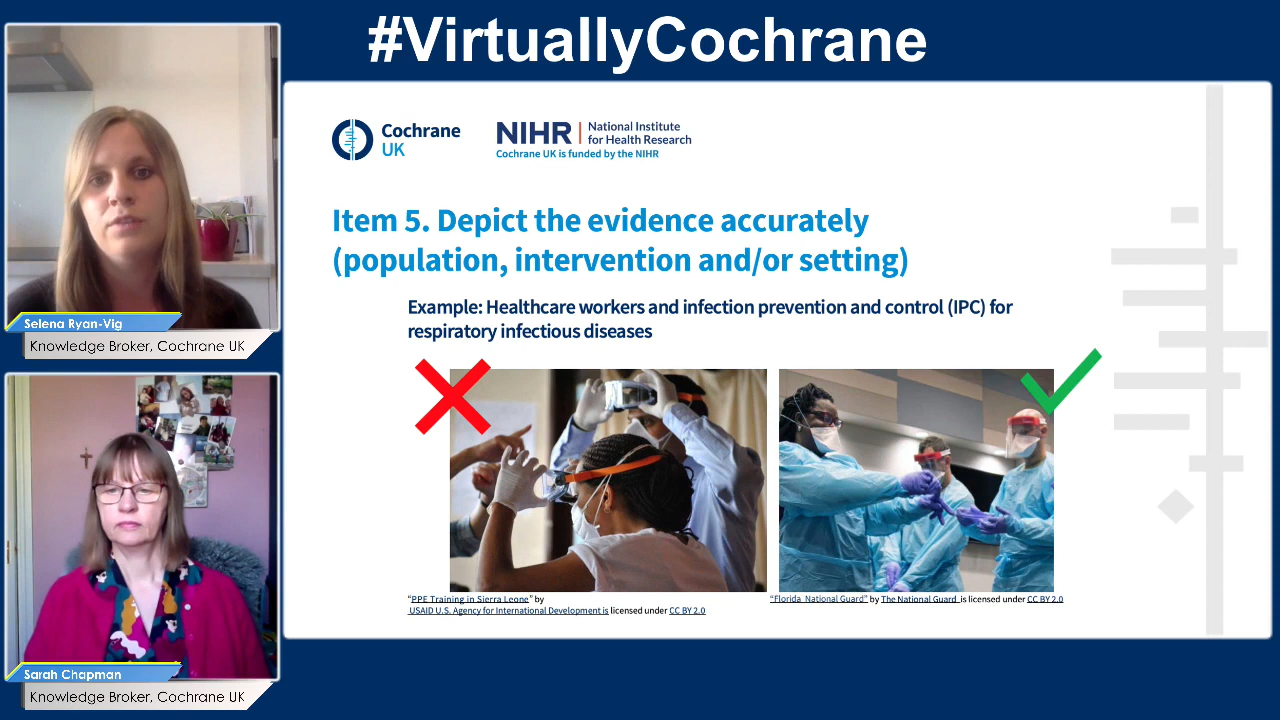 #VirtuallyCochrane
Cochrane
UK
NIHR | National Institute
for Health Research
Cochrane UK is funded by the NIHR
Item 5. Depict the evidence accurately
(population, intervention and/or setting)
Example: Healthcare workers and infection prevention and control (IPC) for
respiratory infectious diseases
"PPE Training in Sierra Leone" by
USAID U.S. Agency for International Development is licensed under CC BY 2.0
"Florida National Guard" by The National Guard is licensed under CC BY 2.0
Selena Ryan-Vig
Knowledge Broker, Cochrane UK
Sarah Chapman
Knowledge Broker, Cochrane UK